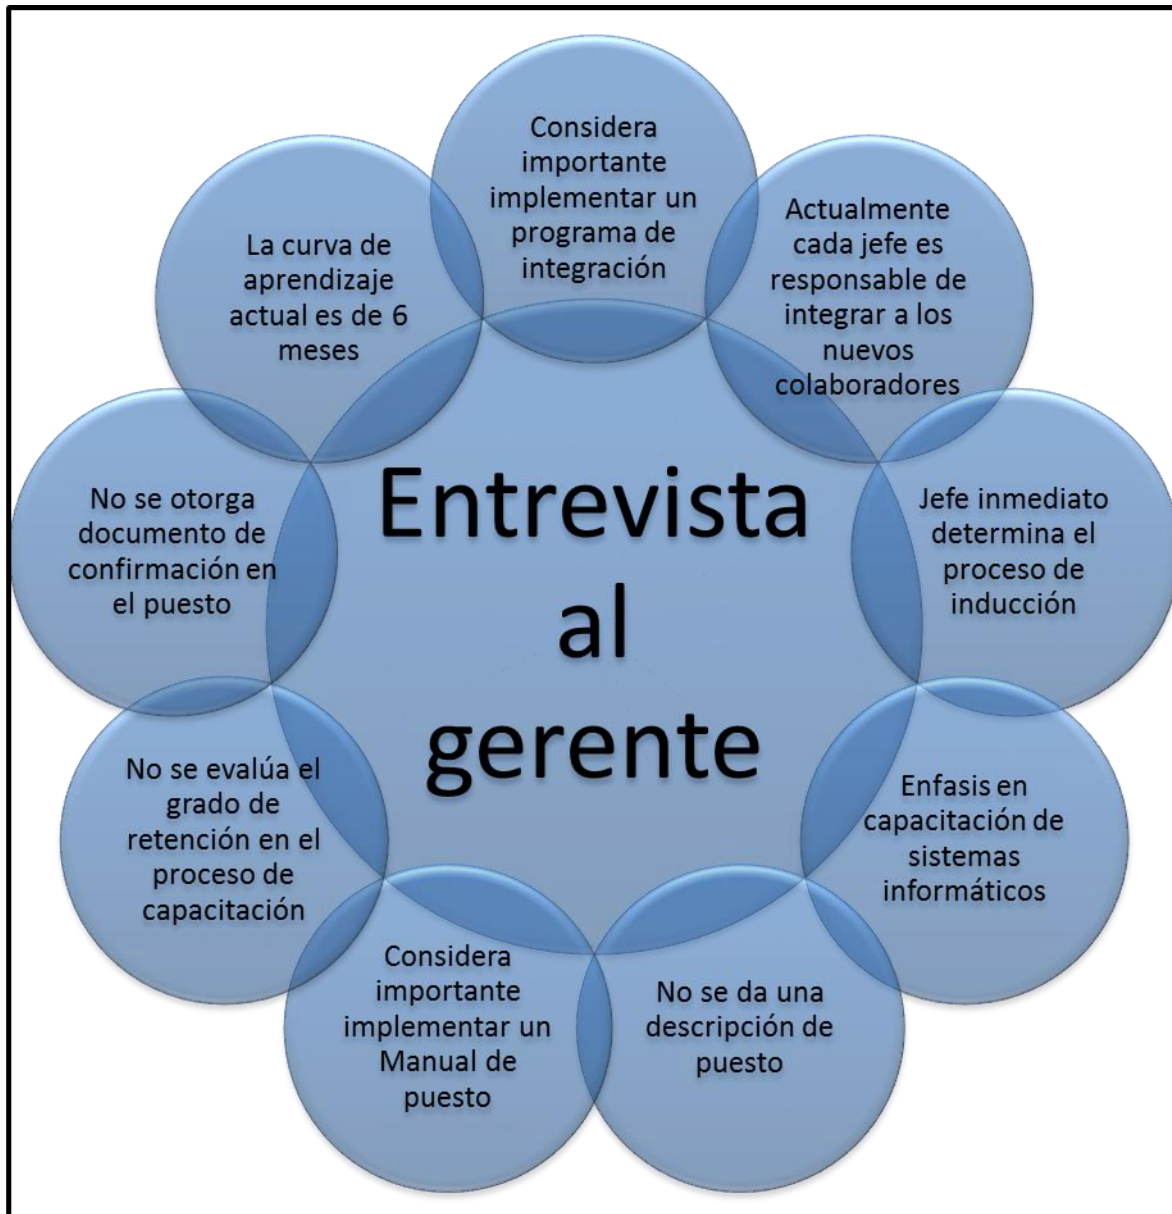 Considera
importante
implementar un
programa de
integración
Actualmente
cada jefe es
responsable de
integrar a los
nuevos
colaboradores
Jefe inmediato
determina el
proceso de
inducción
Enfasis en
capacitación de
sistemas
informáticos
No se da una
descripción de
puesto
Considera
importante
implementar un
Manual de
puesto
No se evalúa el
grado de
retención en el
proceso de
capacitación
No se otorga
documento de
confirmación en
el puesto
La curva de
aprendizaje
actual es de 6
meses
Entrevista
al
gerente